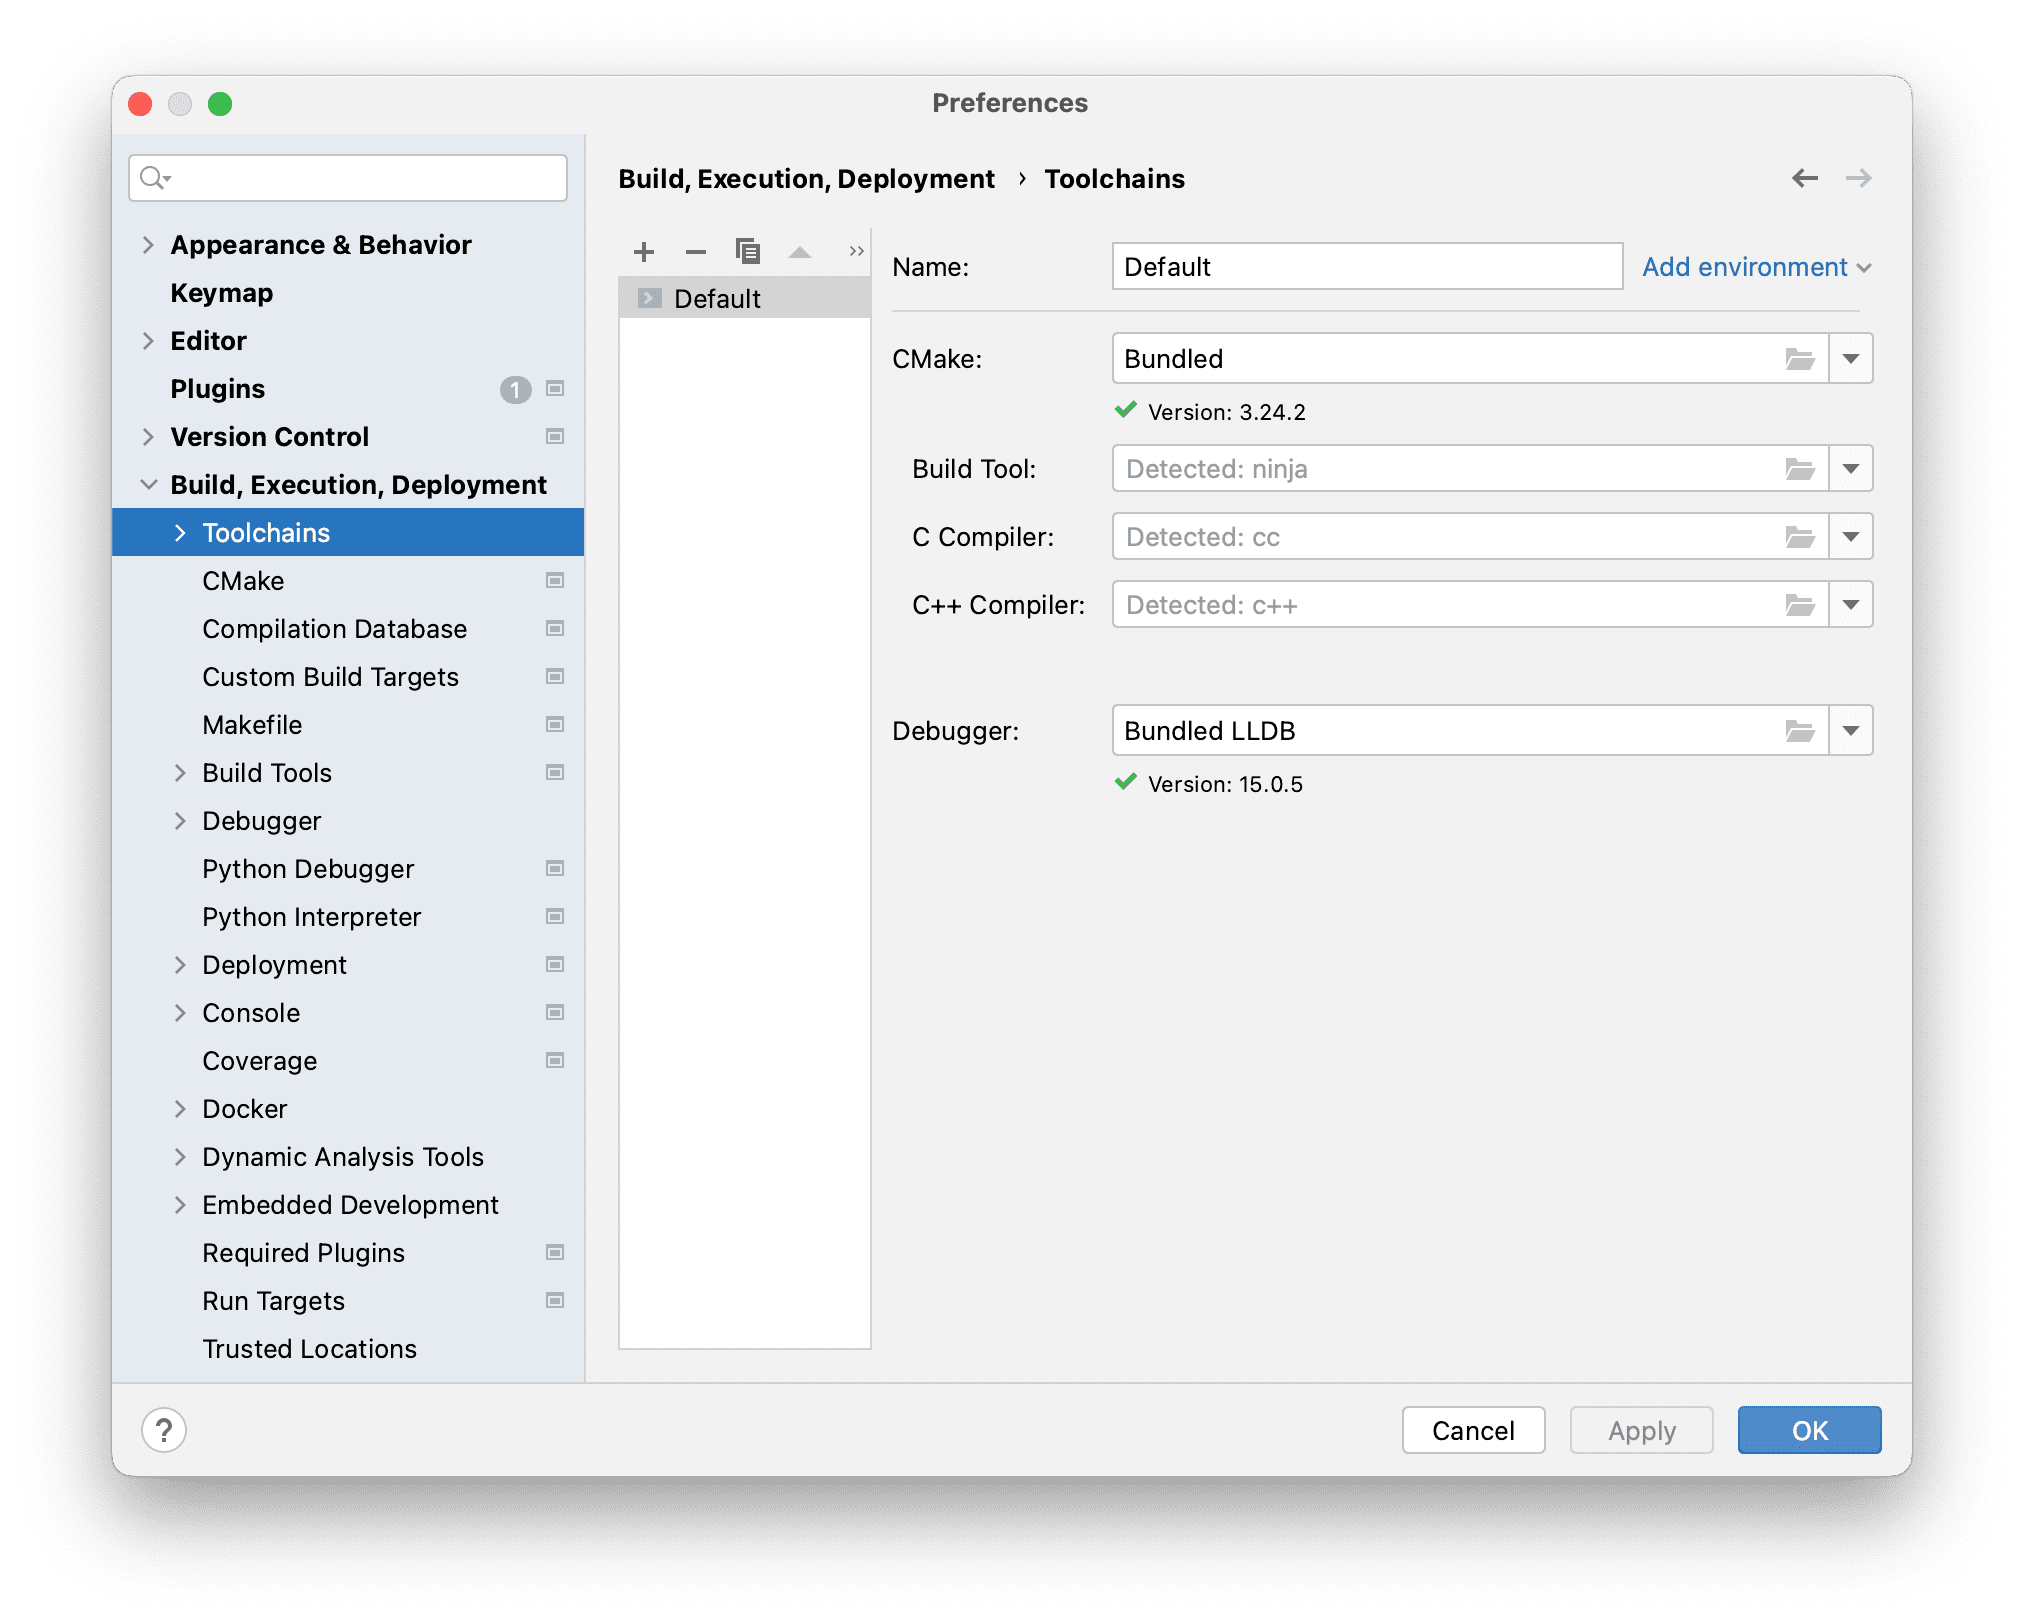 Preferences
Appearance & Behavior
Keymap
Editor
Plugins 1
Version Control
Build, Execution, Deployment
Toolchains
CMake
Compilation Database
Custom Build Targets
Makefile
Build Tools
Debugger
Python Debugger
Python Interpreter
Deployment
Console
Coverage
Docker
Dynamic Analysis Tools
Embedded Development
Required Plugins
Run Targets
Trusted Locations
Build, Execution, Deployment › Toolchains
Default
Name: Default Add environment
CMake: Bundled
Version: 3.24.2
Build Tool: Detected: ninja
C Compiler: Detected: cc
C++ Compiler: Detected: c++
Debugger: Bundled LLDB
Version: 15.0.5
? Cancel Apply OK